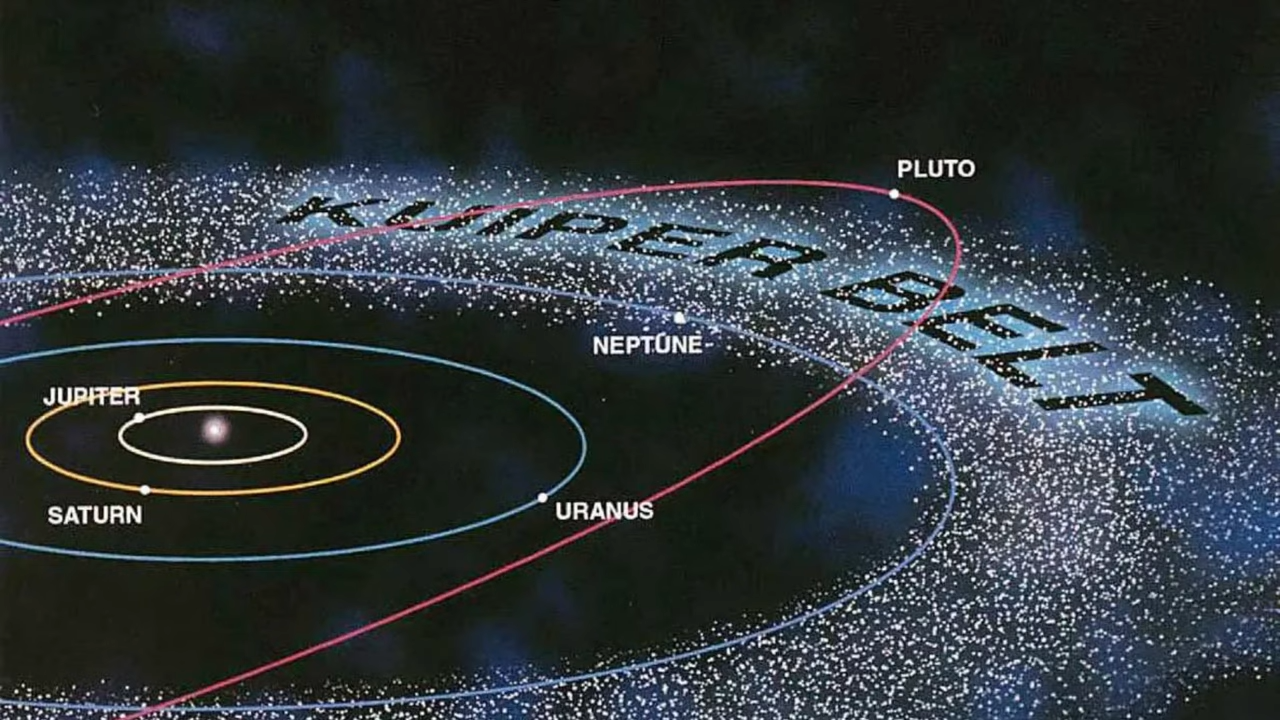 PLUTO
KUIPER BELT
NEPTUNE
JUPITER
SATURN
URANUS